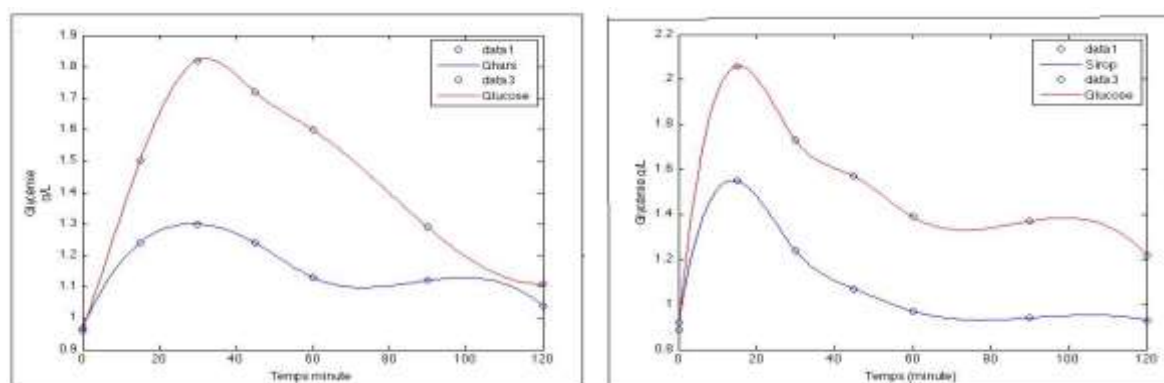 1.9
1.8
1.7
1.6
1.5
1.4
1.3
1.2
1.1
1
0.9
Glycémie
g/L
0 20 40 60 80 100 120
Temps minute
data1
Ghars
data3
Glucose
2.2
2
1.8
1.6
1.4
1.2
1
0.8
Glycémie g/L
0 20 40 60 80 100 120
Temps (minute)
data1
Sirop
data3
Glucose